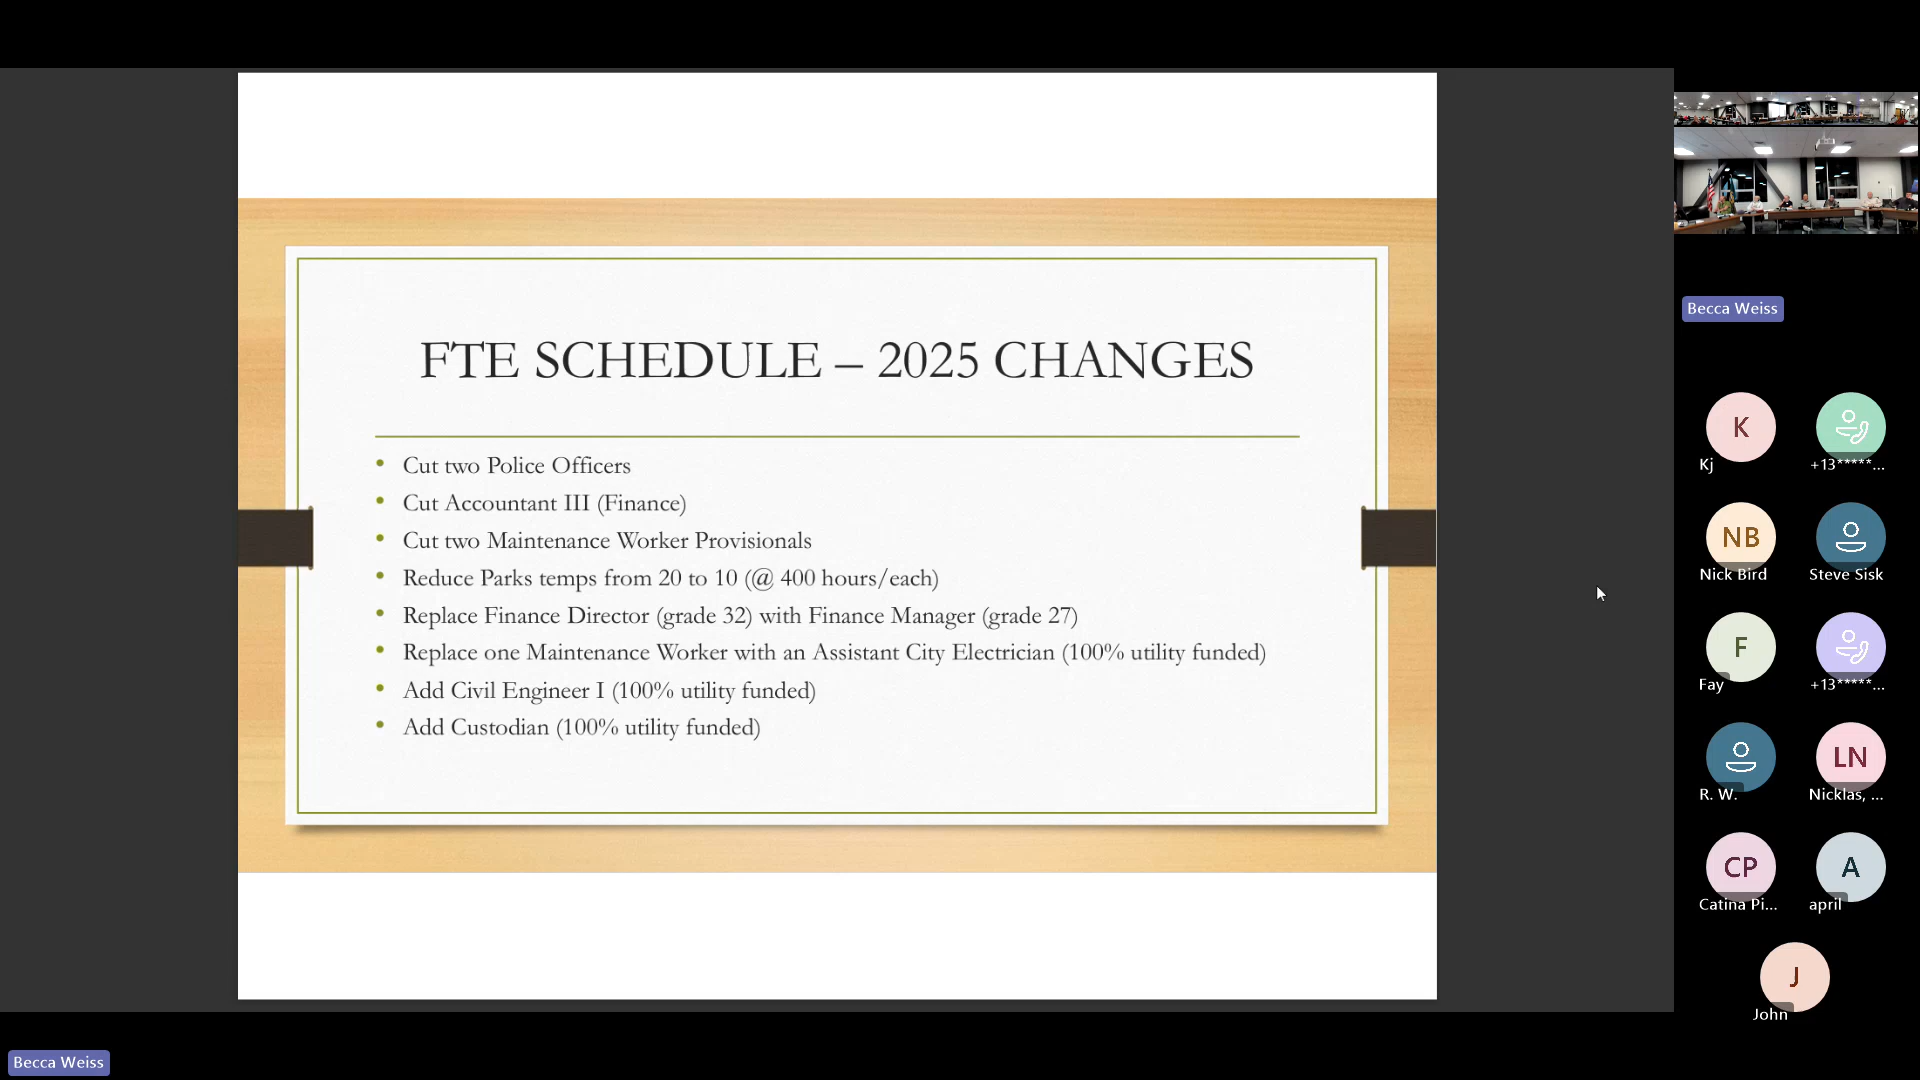 FTE SCHEDULE – 2025 CHANGES
• Cut two Police Officers
• Cut Accountant III (Finance)
• Cut two Maintenance Worker Provisionals
• Reduce Parks temps from 20 to 10 (@ 400 hours/each)
• Replace Finance Director (grade 32) with Finance Manager (grade 27)
• Replace one Maintenance Worker with an Assistant City Electrician (100% utility funded)
• Add Civil Engineer I (100% utility funded)
• Add Custodian (100% utility funded)
Becca Weiss
K
Kj
+13*****...
NB
Nick Bird
Steve Sisk
F
Fay
+13*****...
R. W.
LN
Nicklas, ...
CP
Catina Pi...
A
april
J
John
Becca Weiss